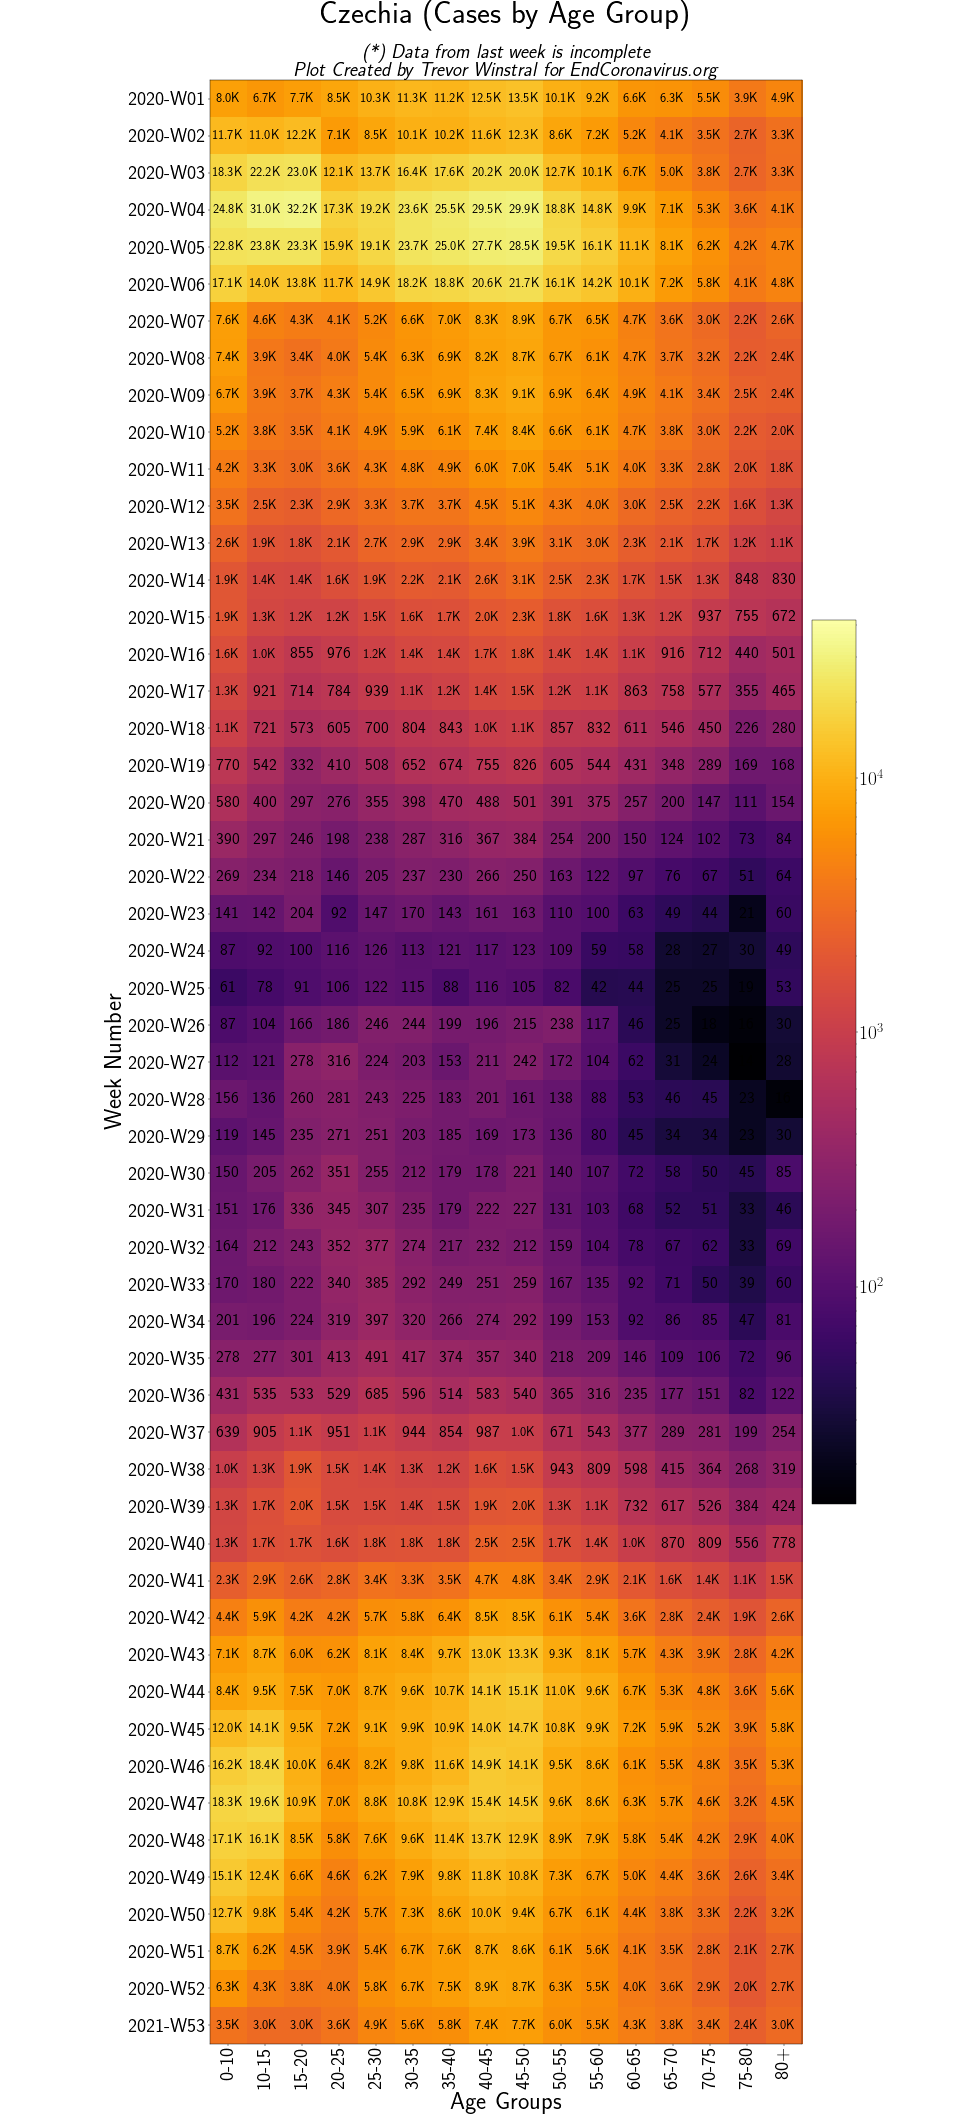 Czechia (Cases by Age Group)
(*) Data from last week is incomplete
Plot Created by Trevor Winstral for EndCoronavirus.org
2020-W01 8.0K 6.7K 7.7K 8.5K 10.3K 11.3K 11.2K 12.5K 13.5K 10.1K 9.2K 6.6K 6.3K 5.5K 3.9K 4.9K
2020-W02 11.7K 11.0K 12.2K 7.1K 8.5K 10.1K 10.2K 11.6K 12.3K 8.6K 7.2K 5.2K 4.1K 3.5K 2.7K 3.3K
2020-W03 18.3K 22.2K 23.0K 12.1K 13.7K 16.4K 17.6K 20.2K 20.0K 12.7K 10.1K 6.7K 5.0K 3.8K 2.7K 3.3K
2020-W04 24.8K 31.0K 32.2K 17.3K 19.2K 23.6K 25.5K 29.5K 29.9K 18.8K 14.8K 9.9K 7.1K 5.3K 3.6K 4.1K
2020-W05 22.8K 23.8K 23.3K 15.9K 19.1K 23.7K 25.0K 27.7K 28.5K 19.5K 16.1K 11.1K 8.1K 6.2K 4.2K 4.7K
2020-W06 17.1K 14.0K 13.8K 11.7K 14.9K 18.2K 18.8K 20.6K 21.7K 16.1K 14.2K 10.1K 7.2K 5.8K 4.1K 4.8K
2020-W07 7.6K 4.6K 4.3K 4.1K 5.2K 6.6K 7.0K 8.3K 8.9K 6.7K 6.5K 4.7K 3.6K 3.0K 2.2K 2.6K
2020-W08 7.4K 3.9K 3.4K 4.0K 5.4K 6.3K 6.9K 8.2K 8.7K 6.7K 6.1K 4.7K 3.7K 3.2K 2.2K 2.4K
2020-W09 6.7K 3.9K 3.7K 4.3K 5.4K 6.5K 6.9K 8.3K 9.1K 6.9K 6.4K 4.9K 4.1K 3.4K 2.5K 2.4K
2020-W10 5.2K 3.8K 3.5K 4.1K 4.9K 5.9K 6.1K 7.4K 8.4K 6.6K 6.1K 4.7K 3.8K 3.0K 2.2K 2.0K
2020-W11 4.2K 3.3K 3.0K 3.6K 4.3K 4.8K 4.9K 6.0K 7.0K 5.4K 5.1K 4.0K 3.3K 2.8K 2.0K 1.8K
2020-W12 3.5K 2.5K 2.3K 2.9K 3.3K 3.7K 3.7K 4.5K 5.1K 4.3K 4.0K 3.0K 2.5K 2.2K 1.6K 1.3K
2020-W13 2.6K 1.9K 1.8K 2.1K 2.7K 2.9K 2.9K 3.4K 3.9K 3.1K 3.0K 2.3K 2.1K 1.7K 1.2K 1.1K
2020-W14 1.9K 1.4K 1.4K 1.6K 1.9K 2.2K 2.1K 2.6K 3.1K 2.5K 2.3K 1.7K 1.5K 1.3K 848 830
2020-W15 1.9K 1.3K 1.2K 1.2K 1.5K 1.6K 1.7K 2.0K 2.3K 1.8K 1.6K 1.3K 1.2K 937 755 672
2020-W16 1.6K 1.0K 855 976 1.2K 1.4K 1.4K 1.7K 1.8K 1.4K 1.4K 1.1K 916 712 440 501
2020-W17 1.3K 921 714 784 939 1.1K 1.2K 1.4K 1.5K 1.2K 1.1K 863 758 577 355 465
2020-W18 1.1K 721 573 605 700 804 843 1.0K 1.1K 857 832 611 546 450 226 280
2020-W19 770 542 332 410 508 652 674 755 826 605 544 431 348 289 169 168
2020-W20 580 400 297 276 355 398 470 488 501 391 375 257 200 147 111 154
2020-W21 390 297 246 198 238 287 316 367 384 254 200 150 124 102 73 84
2020-W22 269 234 218 146 205 237 230 266 250 163 122 97 76 67 51 64
2020-W23 141 142 204 92 147 170 143 161 163 110 100 63 49 44 21 60
2020-W24 87 92 100 116 126 113 121 117 123 109 59 58 28 27 30 49
2020-W25 61 78 91 106 122 115 88 116 105 82 42 44 25 25 53
2020-W26 87 104 166 186 246 244 199 196 215 238 117 46 25 30
2020-W27 112 121 278 316 224 203 153 211 242 172 104 62 31 24 28
2020-W28 156 136 260 281 243 225 183 201 161 138 88 53 46 45 23
2020-W29 119 145 235 271 251 203 185 169 173 136 80 45 34 34 23 30
2020-W30 150 205 262 351 255 212 179 178 221 140 107 72 58 50 45 85
2020-W31 151 176 336 345 307 235 179 222 227 131 103 68 52 51 33 46
2020-W32 164 212 243 352 377 274 217 232 212 159 104 78 67 62 33 69
2020-W33 170 180 222 340 385 292 249 251 259 167 135 92 71 50 39 60
2020-W34 201 196 224 319 397 320 266 274 292 199 153 92 86 85 47 81
2020-W35 278 277 301 413 491 417 374 357 340 218 209 146 109 106 72 96
2020-W36 431 535 533 529 685 596 514 583 540 365 316 235 177 151 82 122
2020-W37 639 905 1.1K 951 1.1K 944 854 987 1.0K 671 543 377 289 281 199 254
2020-W38 1.0K 1.3K 1.9K 1.5K 1.4K 1.3K 1.2K 1.6K 1.5K 943 809 598 415 364 268 319
2020-W39 1.3K 1.7K 2.0K 1.5K 1.5K 1.4K 1.5K 1.9K 2.0K 1.3K 1.1K 732 617 526 384 424
2020-W40 1.3K 1.7K 1.7K 1.6K 1.8K 1.8K 1.8K 2.5K 2.5K 1.7K 1.4K 1.0K 870 809 556 778
2020-W41 2.3K 2.9K 2.6K 2.8K 3.4K 3.3K 3.5K 4.7K 4.8K 3.4K 2.9K 2.1K 1.6K 1.4K 1.1K 1.5K
2020-W42 4.4K 5.9K 4.2K 4.2K 5.7K 5.8K 6.4K 8.5K 8.5K 6.1K 5.4K 3.6K 2.8K 2.4K 1.9K 2.6K
2020-W43 7.1K 8.7K 6.0K 6.2K 8.1K 8.4K 9.7K 13.0K 13.3K 9.3K 8.1K 5.7K 4.3K 3.9K 2.8K 4.2K
2020-W44 8.4K 9.5K 7.5K 7.0K 8.7K 9.6K 10.7K 14.1K 15.1K 11.0K 9.6K 6.7K 5.3K 4.8K 3.6K 5.6K
2020-W45 12.0K 14.1K 9.5K 7.2K 9.1K 9.9K 10.9K 14.0K 14.7K 10.8K 9.9K 7.2K 5.9K 5.2K 3.9K 5.8K
2020-W46 16.2K 18.4K 10.0K 6.4K 8.2K 9.8K 11.6K 14.9K 14.1K 9.5K 8.6K 6.1K 5.5K 4.8K 3.5K 5.3K
2020-W47 18.3K 19.6K 10.9K 7.0K 8.8K 10.8K 12.9K 15.4K 14.5K 9.6K 8.6K 6.3K 5.7K 4.6K 3.2K 4.5K
2020-W48 17.1K 16.1K 8.5K 5.8K 7.6K 9.6K 11.4K 13.7K 12.9K 8.9K 7.9K 5.8K 5.4K 4.2K 2.9K 4.0K
2020-W49 15.1K 12.4K 6.6K 4.6K 6.2K 7.9K 9.8K 11.8K 10.8K 7.3K 6.7K 5.0K 4.4K 3.6K 2.6K 3.4K
2020-W50 12.7K 9.8K 5.4K 4.2K 5.7K 7.3K 8.6K 10.0K 9.4K 6.7K 6.1K 4.4K 3.8K 3.3K 2.2K 3.2K
2020-W51 8.7K 6.2K 4.5K 3.9K 5.4K 6.7K 7.6K 8.7K 8.6K 6.1K 5.6K 4.1K 3.5K 2.8K 2.1K 2.7K
2020-W52 6.3K 4.3K 3.8K 4.0K 5.8K 6.7K 7.5K 8.9K 8.7K 6.3K 5.5K 4.0K 3.6K 2.9K 2.0K 2.7K
2021-W53 3.5K 3.0K 3.0K 3.6K 4.9K 5.6K 5.8K 7.4K 7.7K 6.0K 5.5K 4.3K 3.8K 3.4K 2.4K 3.0K
0-10 10-15 15-20 20-25 25-30 30-35 35-40 40-45 45-50 50-55 55-60 60-65 65-70 70-75 75-80 80+
Age Groups
Week Number
10⁴
10³
10²